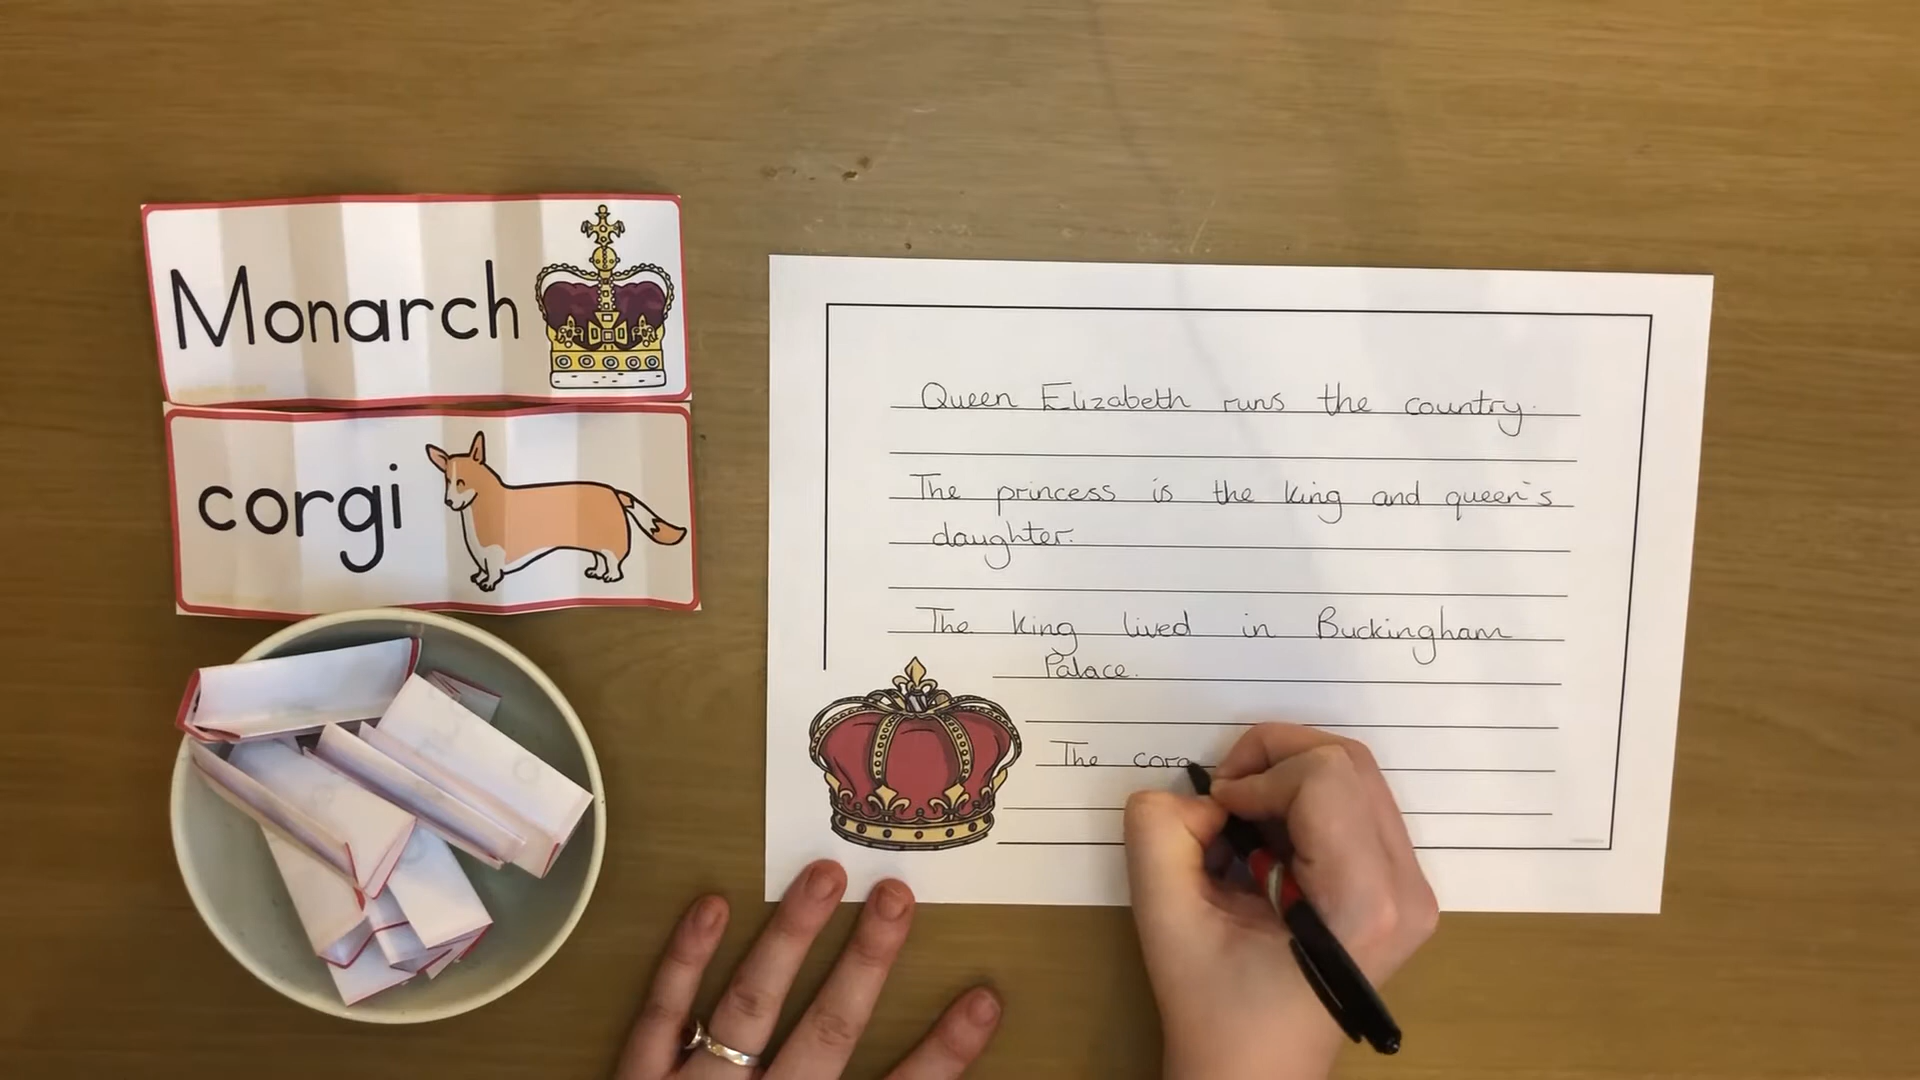 Monarch
corgi
Queen Elizabeth runs the country.
The princess is the king and queen's
daughter.
The king lived in Buckingham
Palace.
The corg